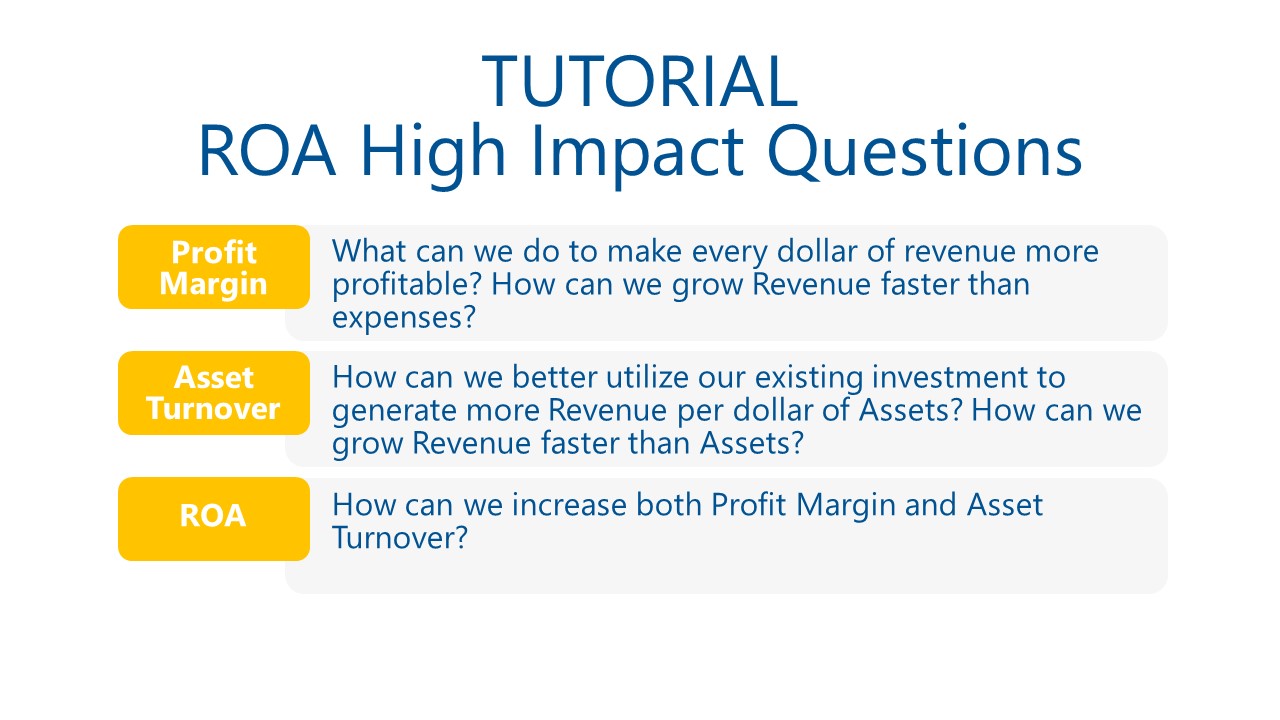 TUTORIAL
ROA High Impact Questions
Profit
Margin
What can we do to make every dollar of revenue more
profitable? How can we grow Revenue faster than
expenses?
Asset
Turnover
How can we better utilize our existing investment to
generate more Revenue per dollar of Assets? How can we
grow Revenue faster than Assets?
ROA
How can we increase both Profit Margin and Asset
Turnover?